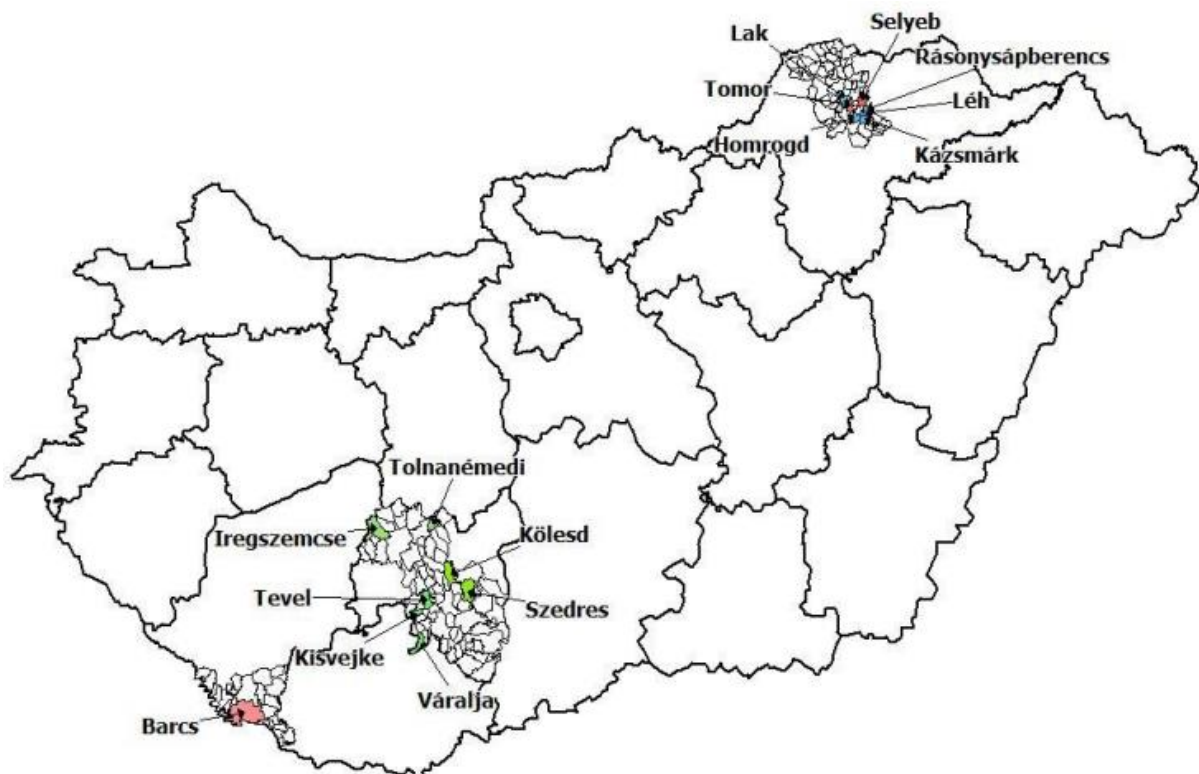 Selyeb
Lak
Rásonysápberencs
Tomor
Léh
Homrogd
Kázsmárk
Tolnanémedi
Iregszemcse
Kölesd
Tevel
Szedres
Kisvejke
Váralja
Barcs